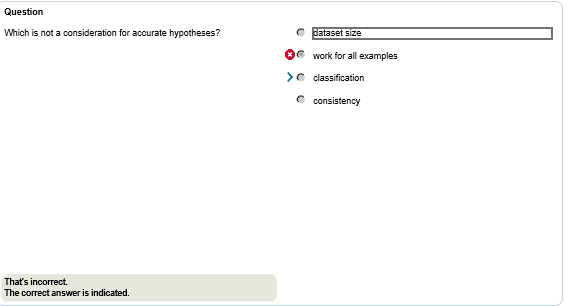 Question
Which is not a consideration for accurate hypotheses?
dataset size
work for all examples
classification
consistency
That's incorrect.
The correct answer is indicated.